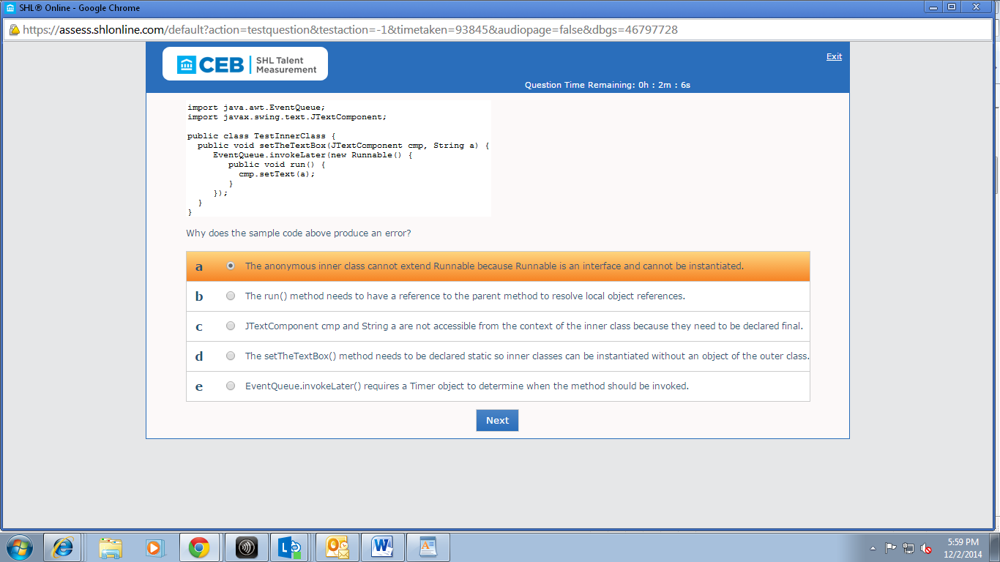 SHL® Online - Google Chrome
https://assess.shlonline.com/default?action=testquestion&testaction=-1&timetaken=93845&audiopage=false&dbgs=46797728
CEB SHL Talent
Measurement
Exit
Question Time Remaining: 0h : 2m : 6s
import java.awt.EventQueue;
import javax.swing.text.JTextComponent;
public class TestInnerClass {
public void setTheTextBox(JTextComponent cmp, String a) {
EventQueue.invokeLater(new Runnable() {
public void run() {
cmp.setText(a);
}
});
}
}
Why does the sample code above produce an error?
a The anonymous inner class cannot extend Runnable because Runnable is an interface and cannot be instantiated.
b The run() method needs to have a reference to the parent method to resolve local object references.
c JTextComponent cmp and String a are not accessible from the context of the inner class because they need to be declared final.
d The setTheTextBox() method needs to be declared static so inner classes can be instantiated without an object of the outer class.
e EventQueue.invokeLater() requires a Timer object to determine when the method should be invoked.
Next
5:59 PM
12/2/2014